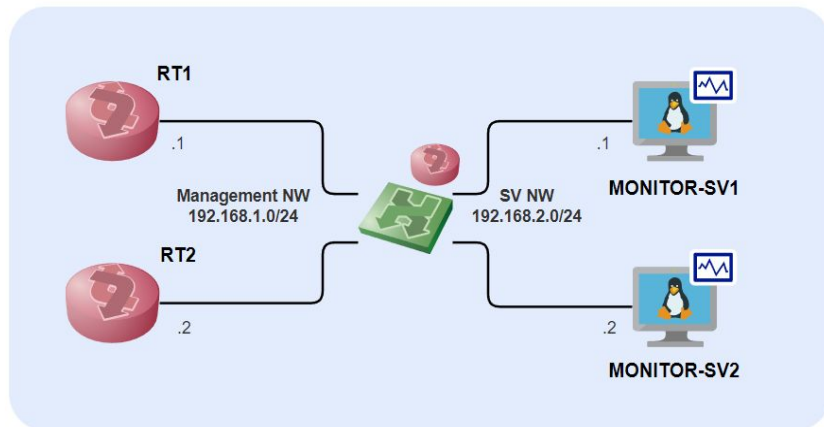 RT1
.1
.1
MONITOR-SV1
Management NW
192.168.1.0/24
SV NW
192.168.2.0/24
RT2
.2
.2
MONITOR-SV2